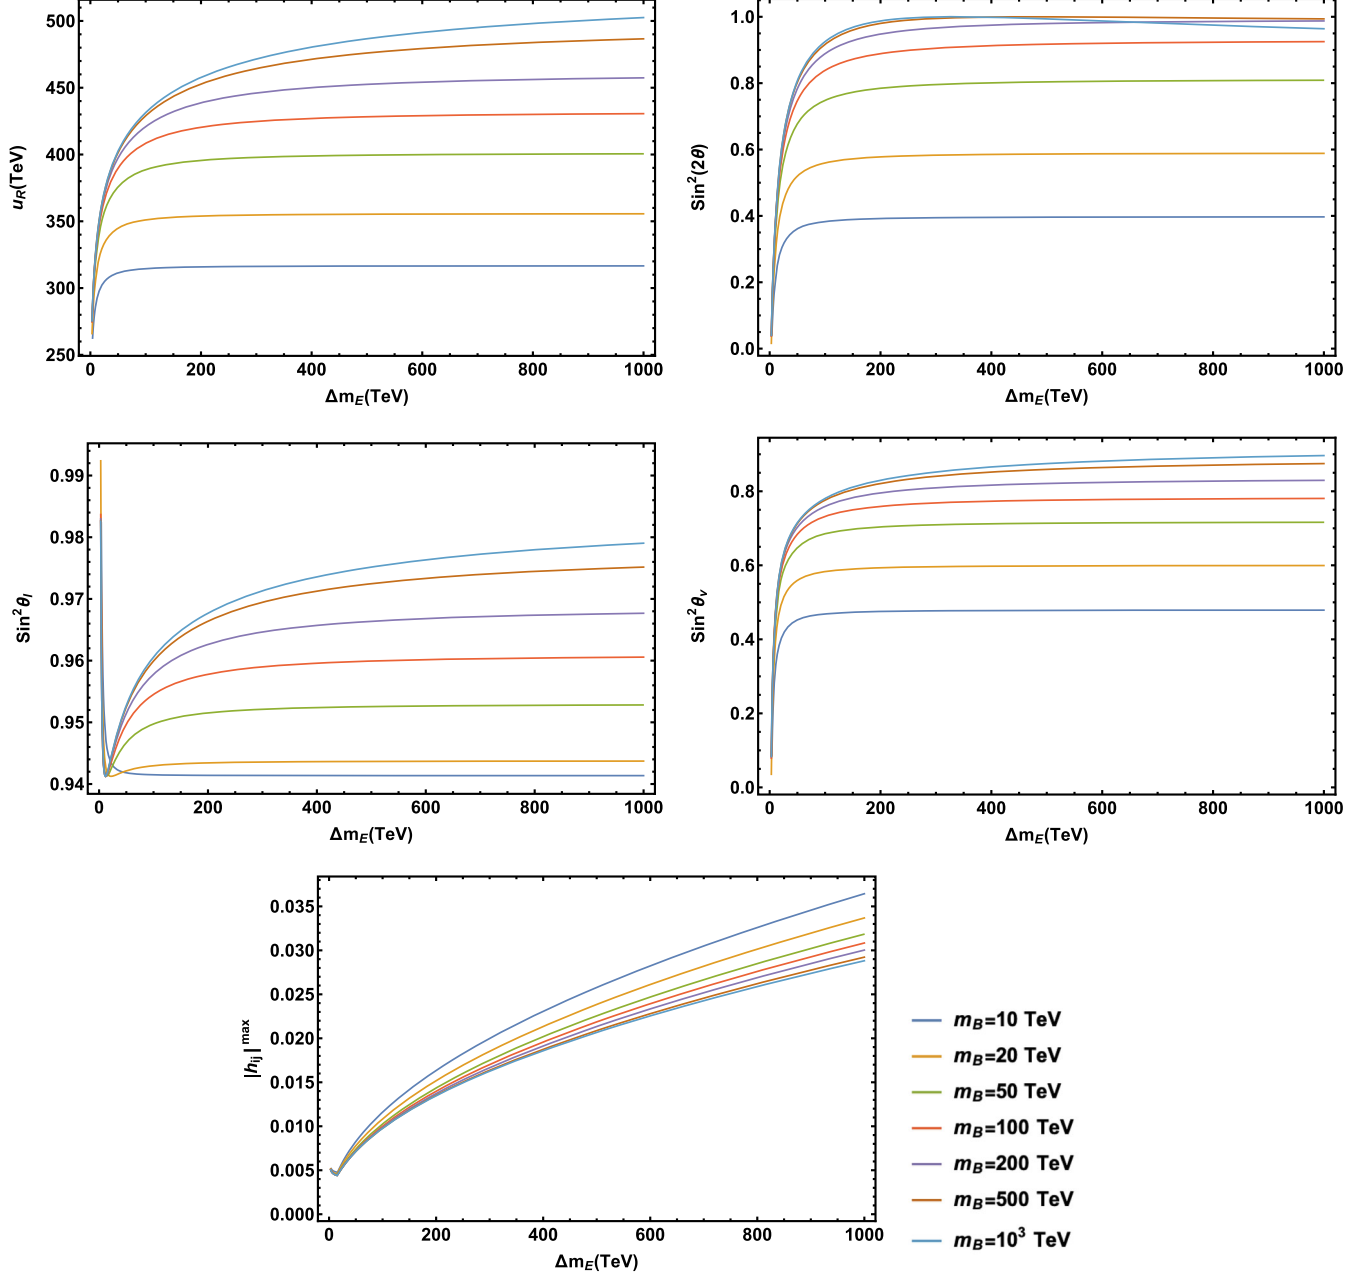 500
450
400
350
300
250
u_R(TeV)
0 200 400 600 800 1000
Δm_E(TeV)
1.0
0.8
0.6
0.4
0.2
0.0
Sin²(2θ)
0 200 400 600 800 1000
Δm_E(TeV)
0.99
0.98
0.97
0.96
0.95
0.94
Sin²θ_l
0 200 400 600 800 1000
Δm_E(TeV)
0.8
0.6
0.4
0.2
0.0
Sin²θ_ν
0 200 400 600 800 1000
Δm_E(TeV)
0.035
0.030
0.025
0.020
0.015
0.010
0.005
0.000
|h_ij|^max
0 200 400 600 800 1000
Δm_E(TeV)
m_B=10 TeV
m_B=20 TeV
m_B=50 TeV
m_B=100 TeV
m_B=200 TeV
m_B=500 TeV
m_B=10³ TeV